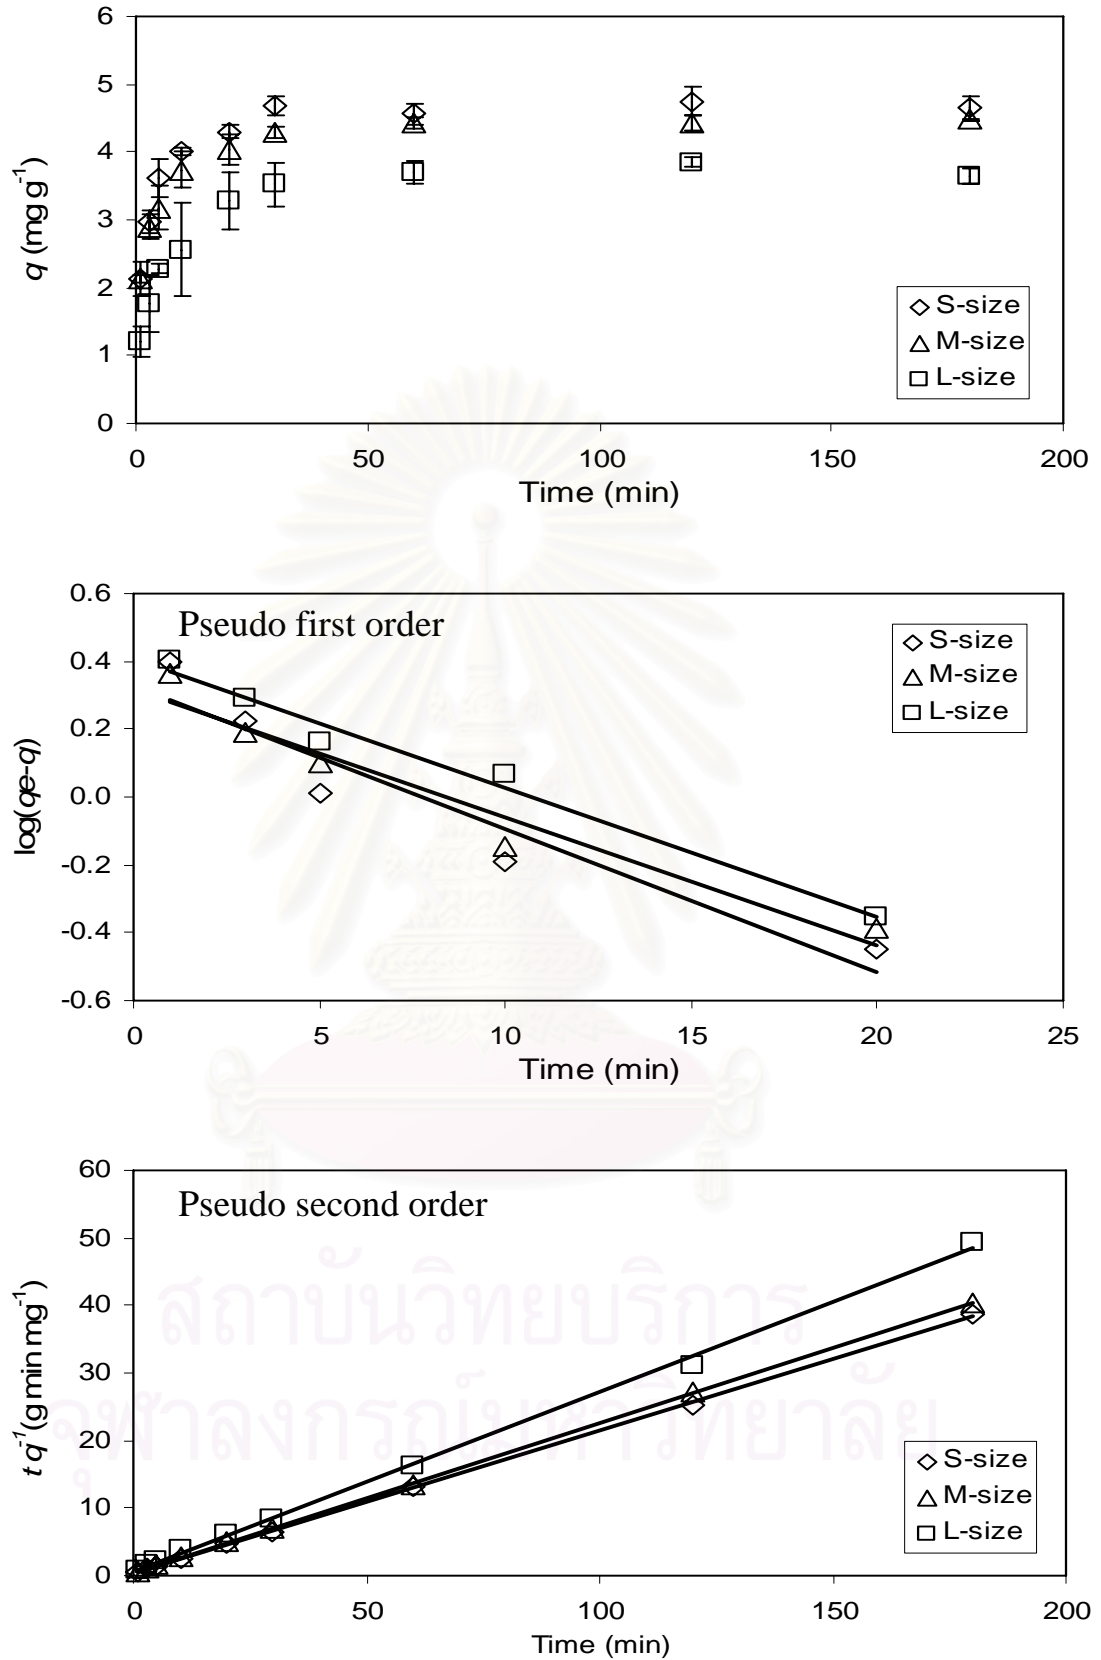 6
5
4
3
2
1
0
q (mg g-1)
S-size
M-size
L-size
0 50 100 150 200
Time (min)
Pseudo first order
0.6
0.4
0.2
0.0
-0.2
-0.4
-0.6
log(qe-q)
S-size
M-size
L-size
0 5 10 15 20 25
Time (min)
Pseudo second order
60
50
40
30
20
10
0
t q-1 (g min mg-1)
S-size
M-size
L-size
0 50 100 150 200
Time (min)
สถาบันวิทยบริการ
จุฬาลงกรณ์มหาวิทยาลัย